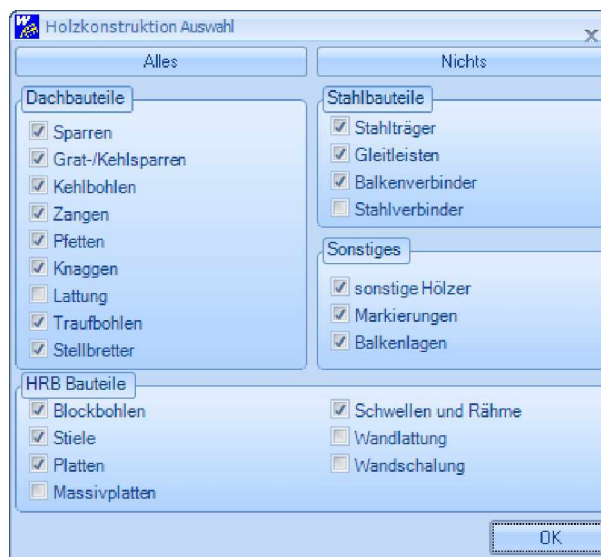 Holzkonstruktion Auswahl
Alles
Nichts
Dachbauteile
Sparren
Grat-/Kehlsparren
Kehlbohlen
Zangen
Pfetten
Knaggen
Lattung
Traufbohlen
Stellbretter
Stahlbauteile
Stahlträger
Gleitleisten
Balkenverbinder
Stahlverbinder
Sonstiges
sonstige Hölzer
Markierungen
Balkenlagen
HRB Bauteile
Blockbohlen
Stiele
Platten
Massivplatten
Schwellen und Rähme
Wandlattung
Wandschalung
OK